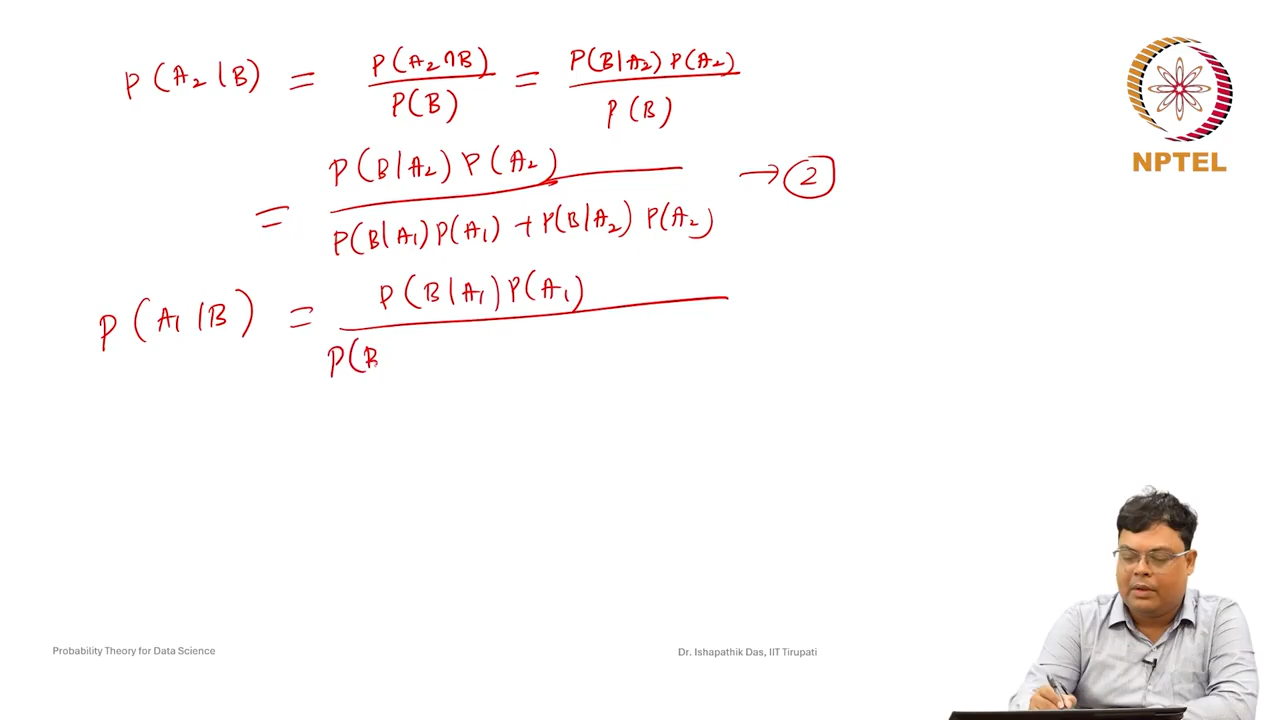 P(A₂|B) = P(A₂∩B) / P(B) = P(B|A₂) P(A₂) / P(B)
= P(B|A₂) P(A₂) / P(B|A₁) P(A₁) + P(B|A₂) P(A₂) → ②
P(A₁|B) = P(B|A₁) P(A₁) / P(B
NPTEL
Probability Theory for Data Science
Dr. Ishapathik Das, IIT Tirupati